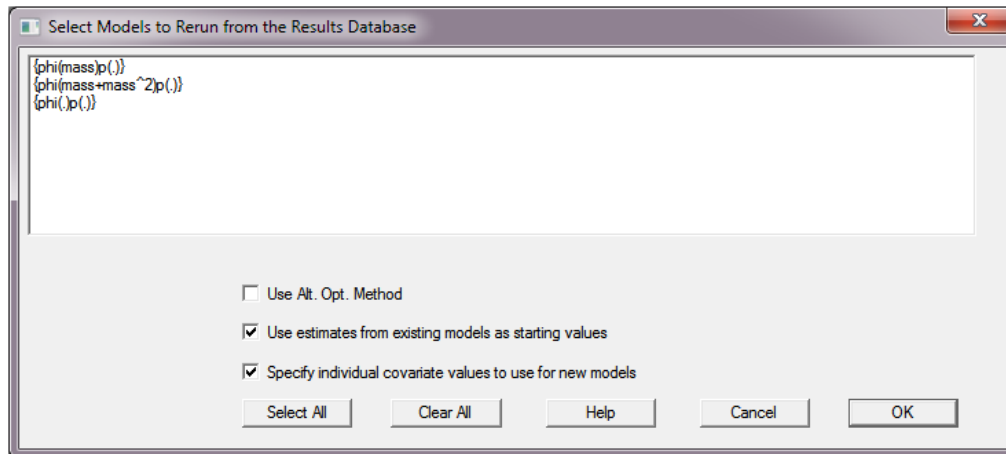 Select Models to Rerun from the Results Database
{phi(mass)p(.)}
{phi(mass+mass^2)p(.)}
{phi(.)p(.)}
Use Alt. Opt. Method
Use estimates from existing models as starting values
Specify individual covariate values to use for new models
Select All Clear All Help Cancel OK